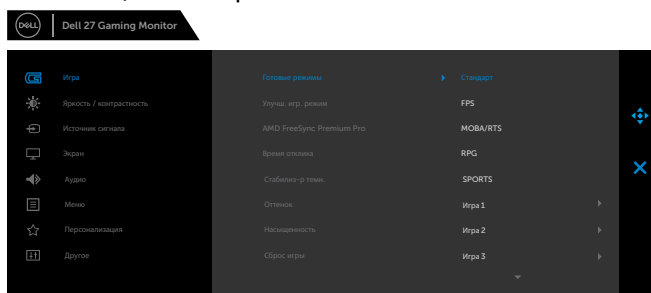 DELL
Dell 27 Gaming Monitor
Игра
Готовые режимы
Стандарт
Яркость / контрастность
Улучш. игр. режим
FPS
Источник сигнала
AMD FreeSync Premium Pro
MOBA/RTS
Экран
Время отклика
RPG
Аудио
Стабилиз-р темн.
SPORTS
Меню
Оттенок
Игра 1
Персонализация
Насыщенность
Игра 2
Другое
Сброс игры
Игра 3